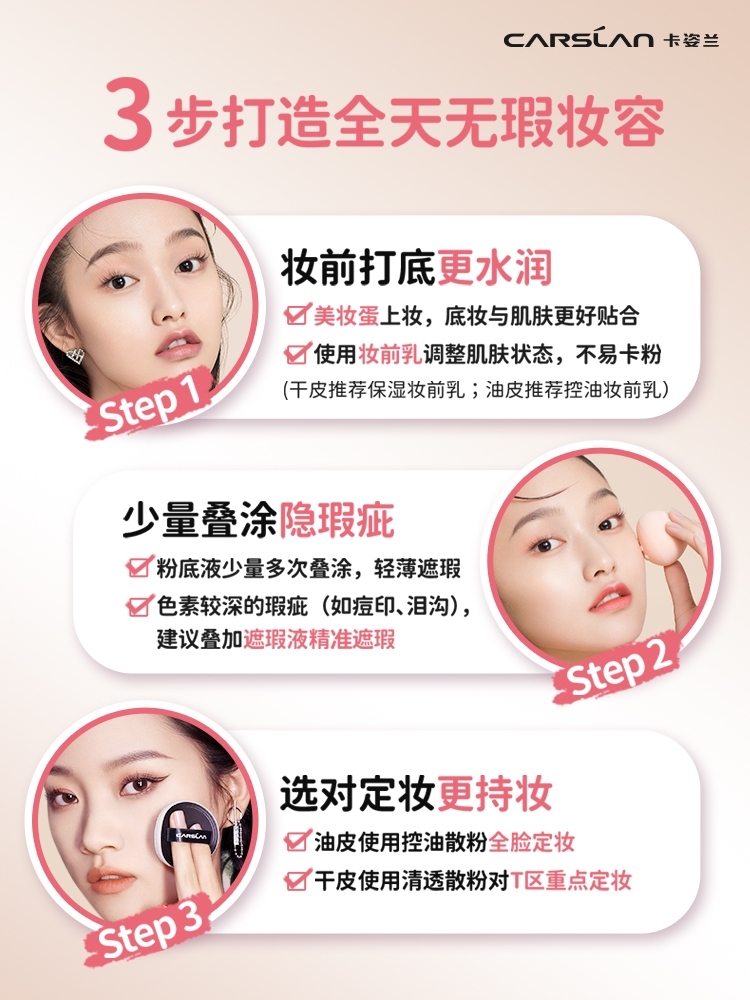 CARSLAN 卡姿兰
3步打造全天无瑕妆容
妆前打底更水润
美妆蛋上妆，底妆与肌肤更好贴合
使用妆前乳调整肌肤状态，不易卡粉
(干皮推荐保湿妆前乳；油皮推荐控油妆前乳)
Step 1
少量叠涂隐瑕疵
粉底液少量多次叠涂，轻薄遮瑕
色素较深的瑕疵（如痘印、泪沟），
建议叠加遮瑕液精准遮瑕
Step 2
选对定妆更持妆
油皮使用控油散粉全脸定妆
干皮使用清透散粉对T区重点定妆
CARSLAN
Step 3